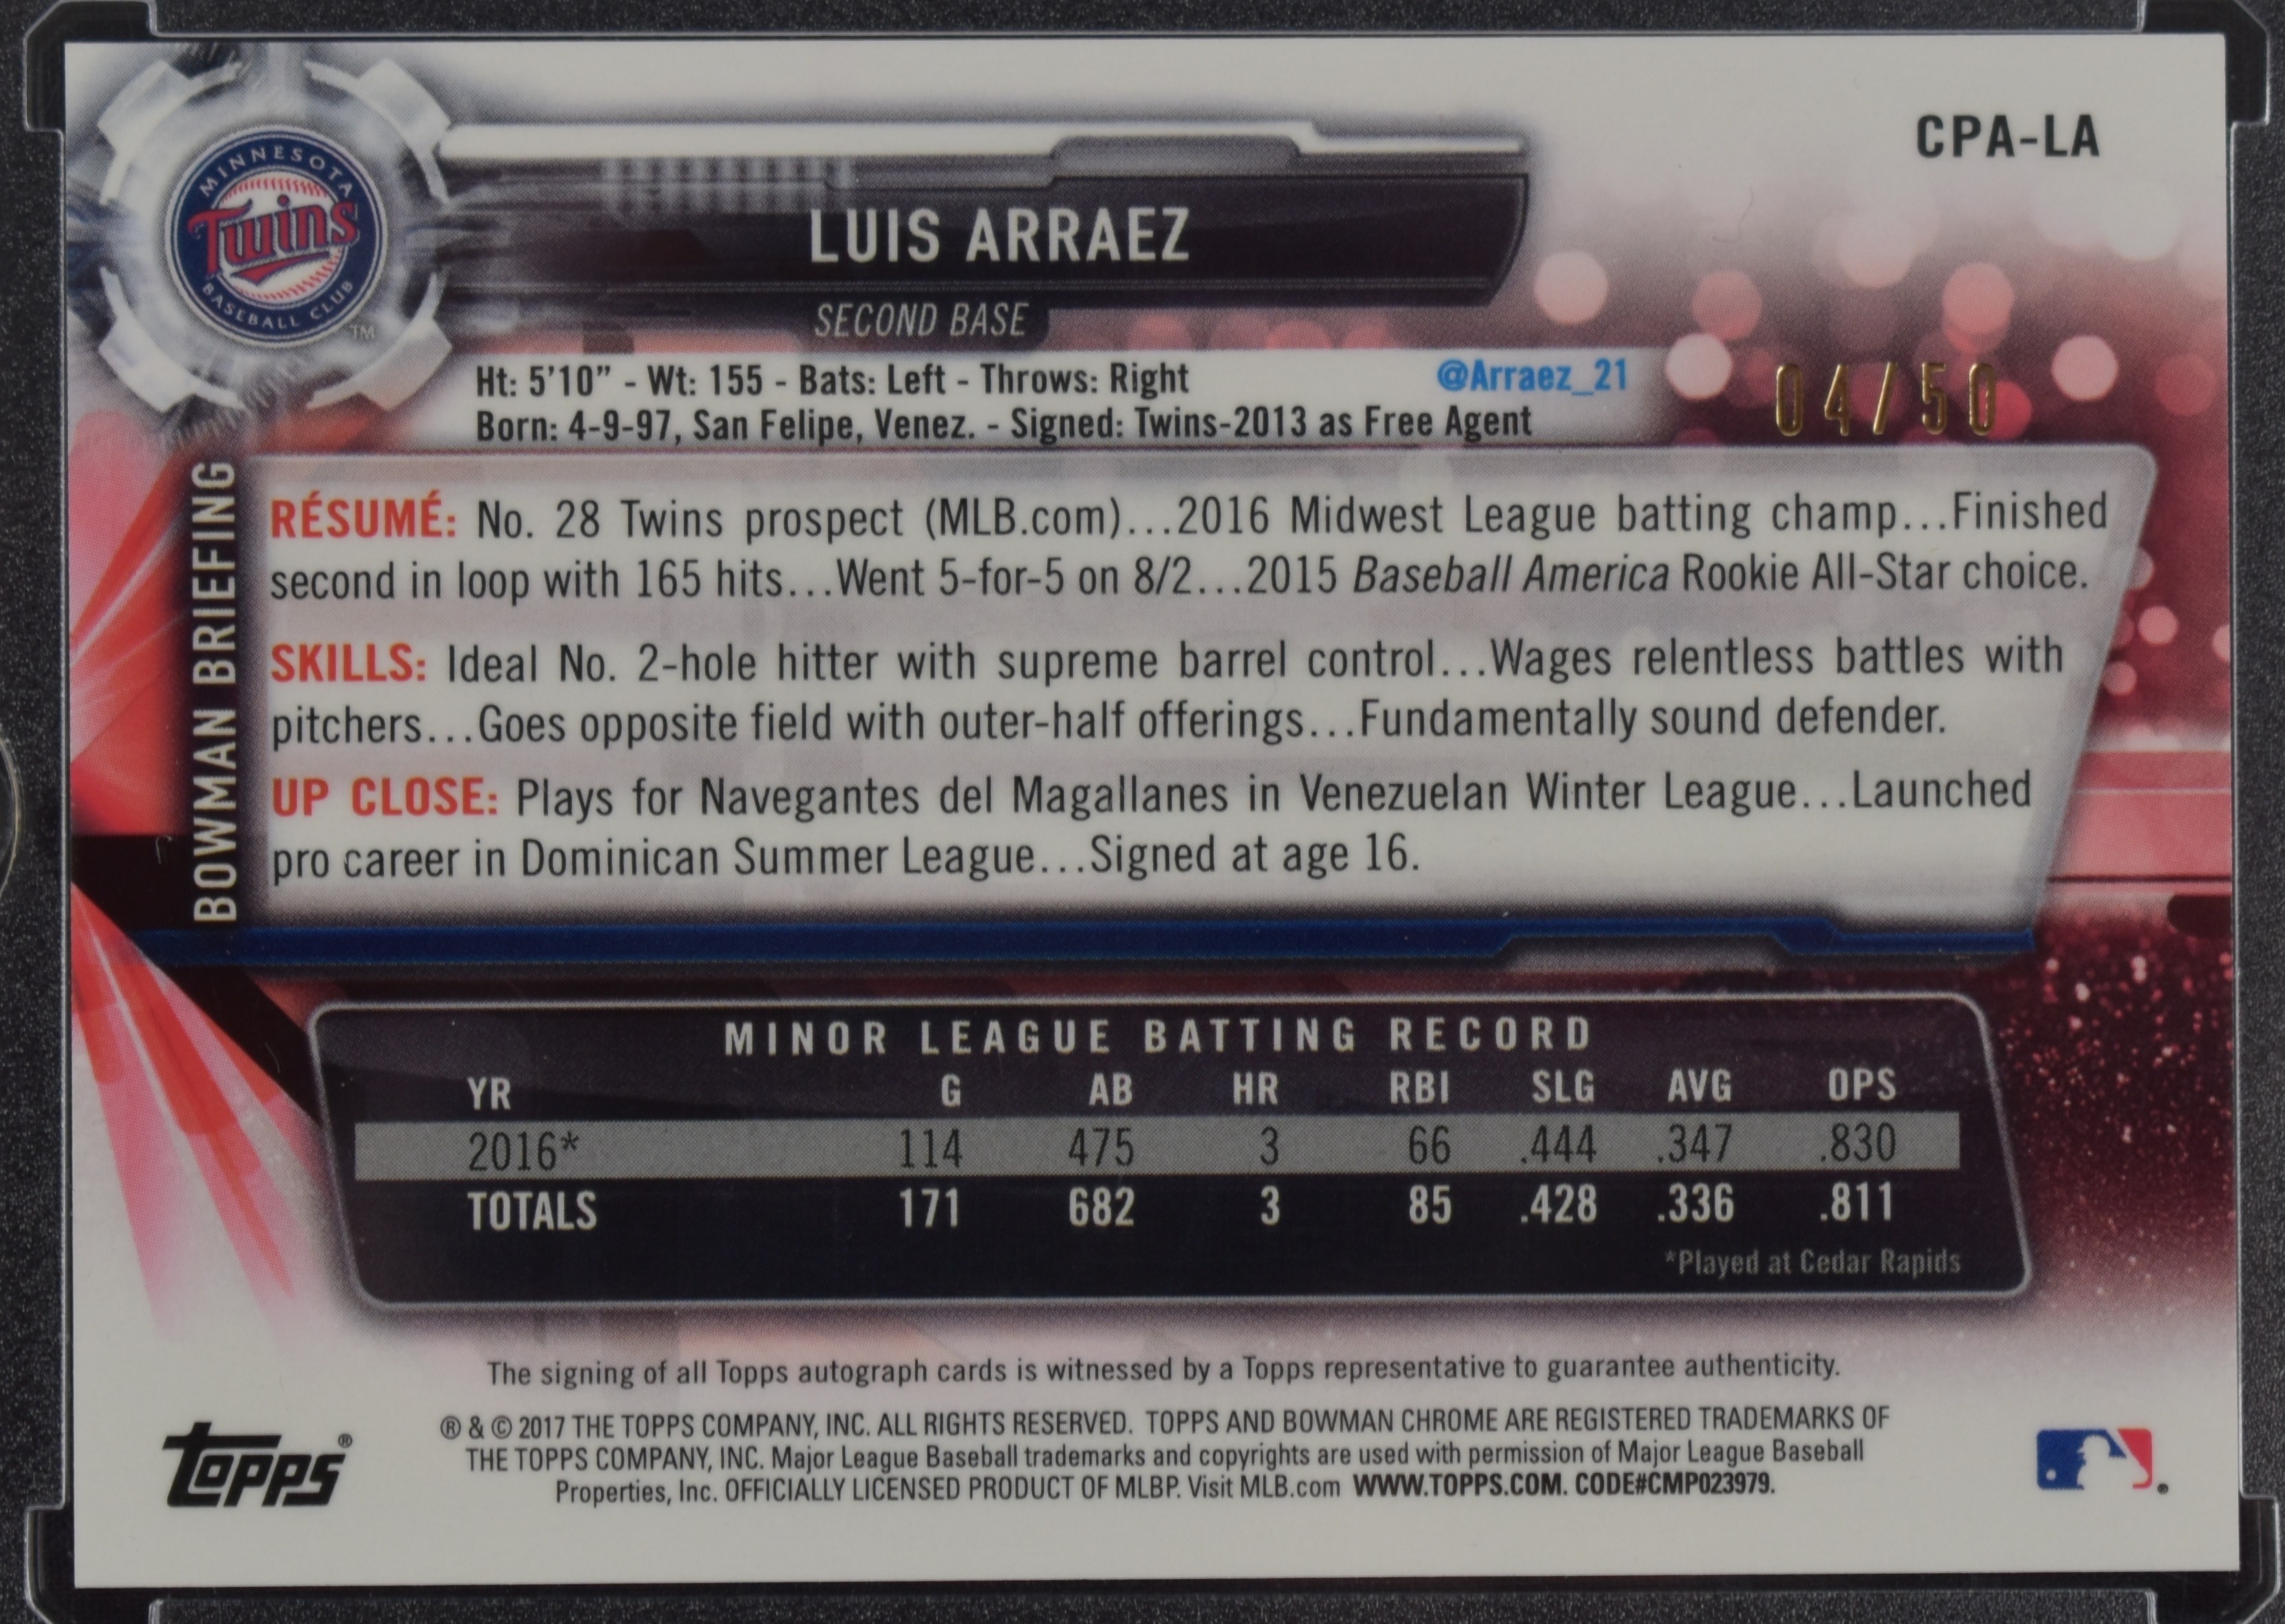 CPA-LA
MINNESOTA
Twins
BASEBALL CLUB
TM
LUIS ARRAEZ
SECOND BASE
Ht: 5'10” - Wt: 155 - Bats: Left - Throws: Right @Arraez_21
Born: 4-9-97, San Felipe, Venez. - Signed: Twins-2013 as Free Agent
04/50
BOWMAN BRIEFING
RÉSUMÉ: No. 28 Twins prospect (MLB.com)...2016 Midwest League batting champ...Finished
second in loop with 165 hits...Went 5-for-5 on 8/2...2015 Baseball America Rookie All-Star choice.
SKILLS: Ideal No. 2-hole hitter with supreme barrel control...Wages relentless battles with
pitchers...Goes opposite field with outer-half offerings...Fundamentally sound defender.
UP CLOSE: Plays for Navegantes del Magallanes in Venezuelan Winter League...Launched
pro career in Dominican Summer League...Signed at age 16.
MINOR LEAGUE BATTING RECORD
YR G AB HR RBI SLG AVG OPS
2016* 114 475 3 66 .444 .347 .830
TOTALS 171 682 3 85 .428 .336 .811
*Played at Cedar Rapids
The signing of all Topps autograph cards is witnessed by a Topps representative to guarantee authenticity.
® & © 2017 THE TOPPS COMPANY, INC. ALL RIGHTS RESERVED. TOPPS AND BOWMAN CHROME ARE REGISTERED TRADEMARKS OF
THE TOPPS COMPANY, INC. Major League Baseball trademarks and copyrights are used with permission of Major League Baseball
Properties, Inc. OFFICIALLY LICENSED PRODUCT OF MLBP. Visit MLB.com WWW.TOPPS.COM. CODE#CMP023979.
Topps®
®